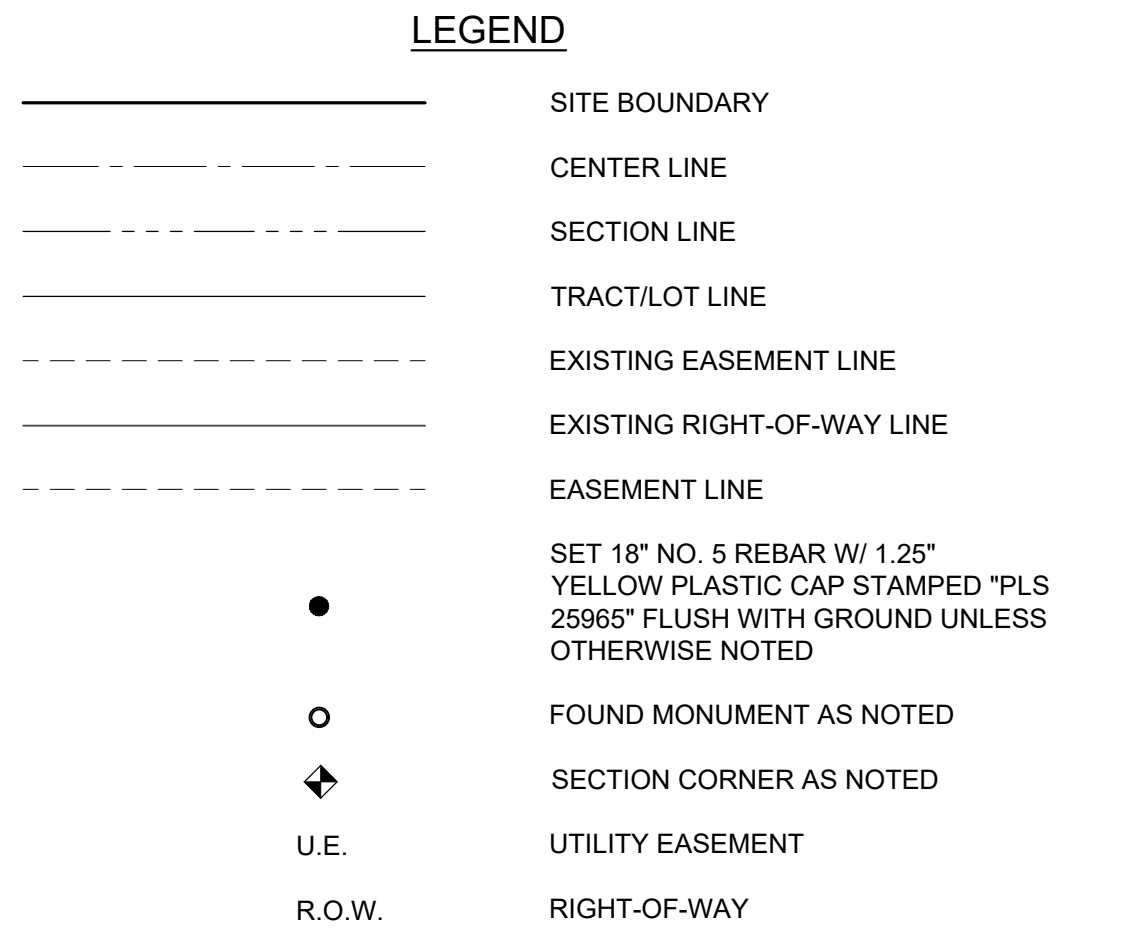 LEGEND
SITE BOUNDARY
CENTER LINE
SECTION LINE
TRACT/LOT LINE
EXISTING EASEMENT LINE
EXISTING RIGHT-OF-WAY LINE
EASEMENT LINE
SET 18" NO. 5 REBAR W/ 1.25"
YELLOW PLASTIC CAP STAMPED "PLS
25965" FLUSH WITH GROUND UNLESS
OTHERWISE NOTED
FOUND MONUMENT AS NOTED
SECTION CORNER AS NOTED
U.E. UTILITY EASEMENT
R.O.W. RIGHT-OF-WAY